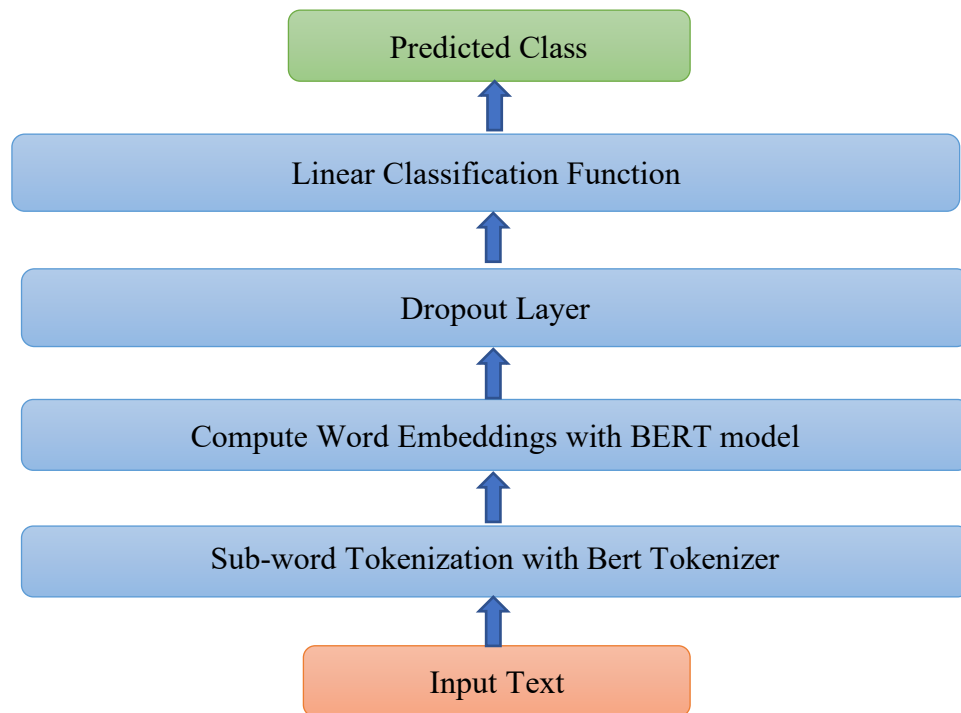 Predicted Class
Linear Classification Function
Dropout Layer
Compute Word Embeddings with BERT model
Sub-word Tokenization with Bert Tokenizer
Input Text